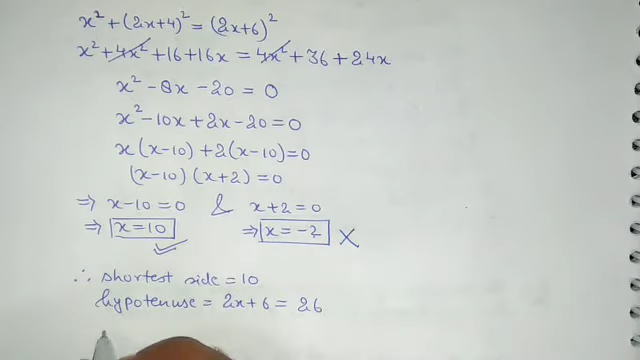 x² + (2x+4)² = (2x+6)²
x² + 4x² + 16 + 16x = 4x² + 36 + 24x
x² - 8x - 20 = 0
x² - 10x + 2x - 20 = 0
x(x-10) + 2(x-10) = 0
(x-10) (x+2) = 0
⇒ x-10 = 0 & x+2 = 0
⇒ x = 10 ⇒ x = -2 X
∴ shortest side = 10
hypotenuse = 2x+6 = 26